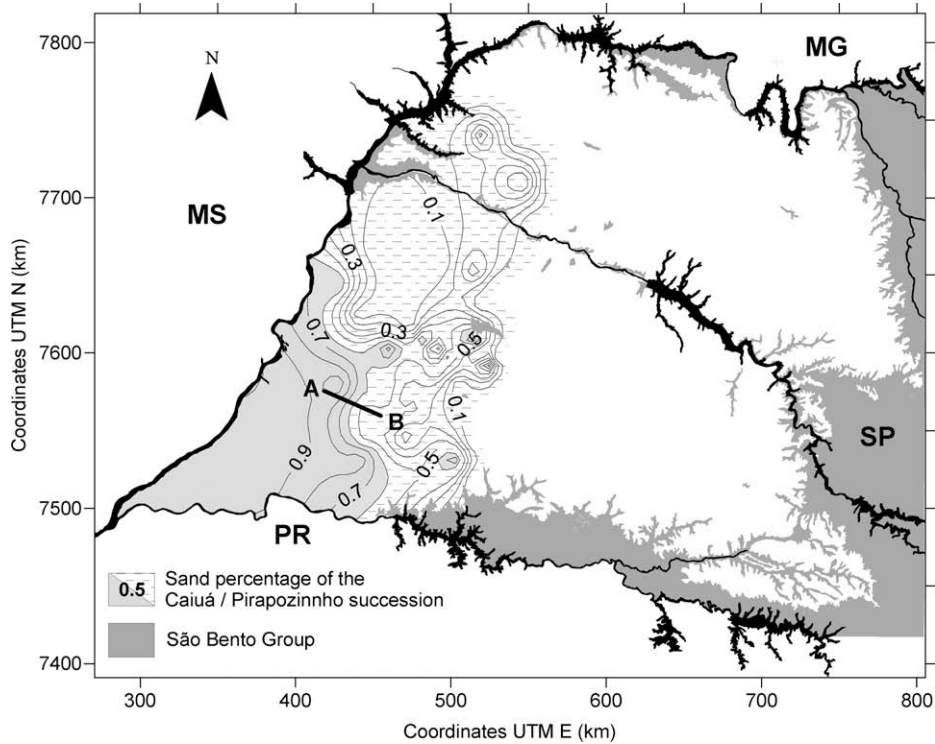 7800
MG
N
7700
MS
0.1
0.3
Coordinates UTM N (km)
0.3
0.7
0.5
7600
A
0.1
B
SP
0.9
0.5
0.7
7500
PR
0.5
Sand percentage of the
Caiuá / Pirapozinnho succession
São Bento Group
7400
300
400
500
600
700
800
Coordinates UTM E (km)